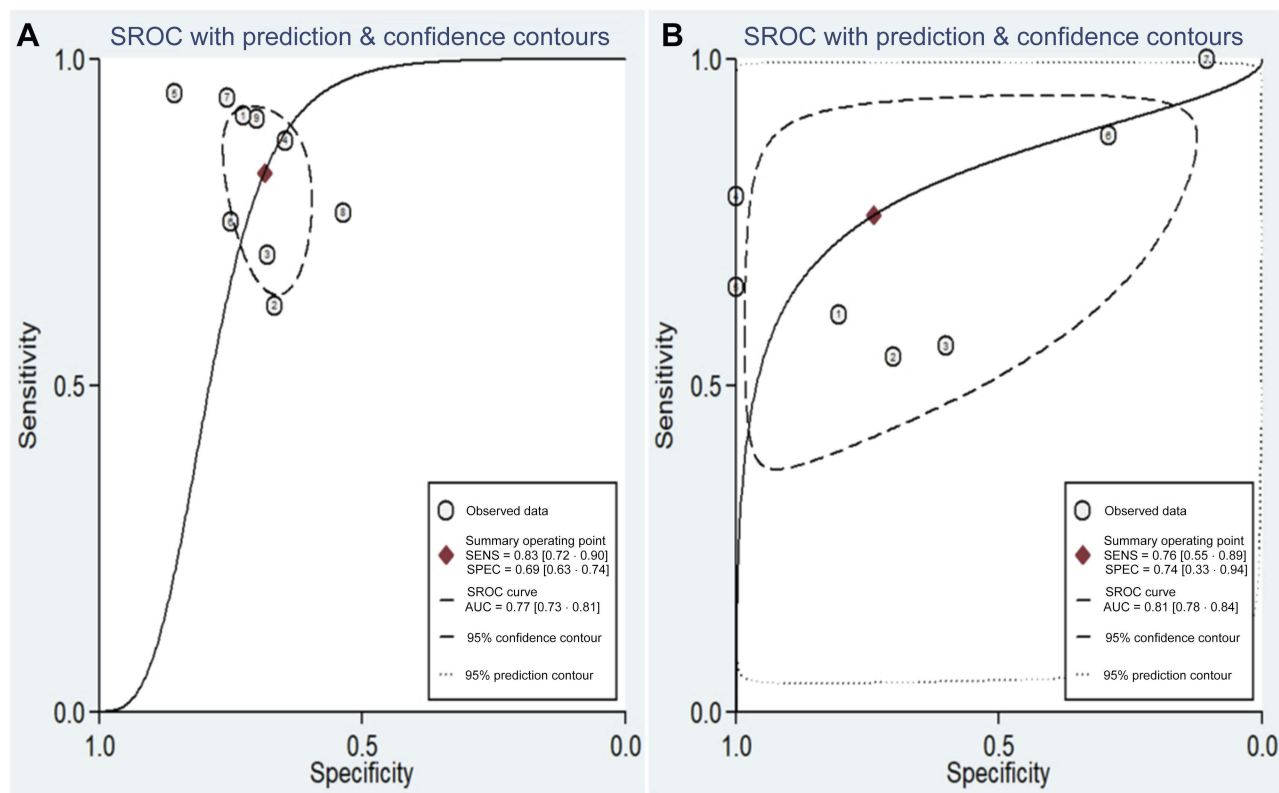 A
SROC with prediction & confidence contours
1.0
0.5
0.0
Sensitivity
1.0
0.5
0.0
Specificity
7
1
9
4
8
3
2
Observed data
Summary operating point
SENS = 0.83 [0.72 · 0.90]
SPEC = 0.69 [0.63 · 0.74]
SROC curve
AUC = 0.77 [0.73 · 0.81]
95% confidence contour
95% prediction contour
B
SROC with prediction & confidence contours
1.0
0.5
0.0
Sensitivity
1.0
0.5
0.0
Specificity
7
6
4
1
3
2
Observed data
Summary operating point
SENS = 0.76 [0.55 · 0.89]
SPEC = 0.74 [0.33 · 0.94]
SROC curve
AUC = 0.81 [0.78 · 0.84]
95% confidence contour
95% prediction contour